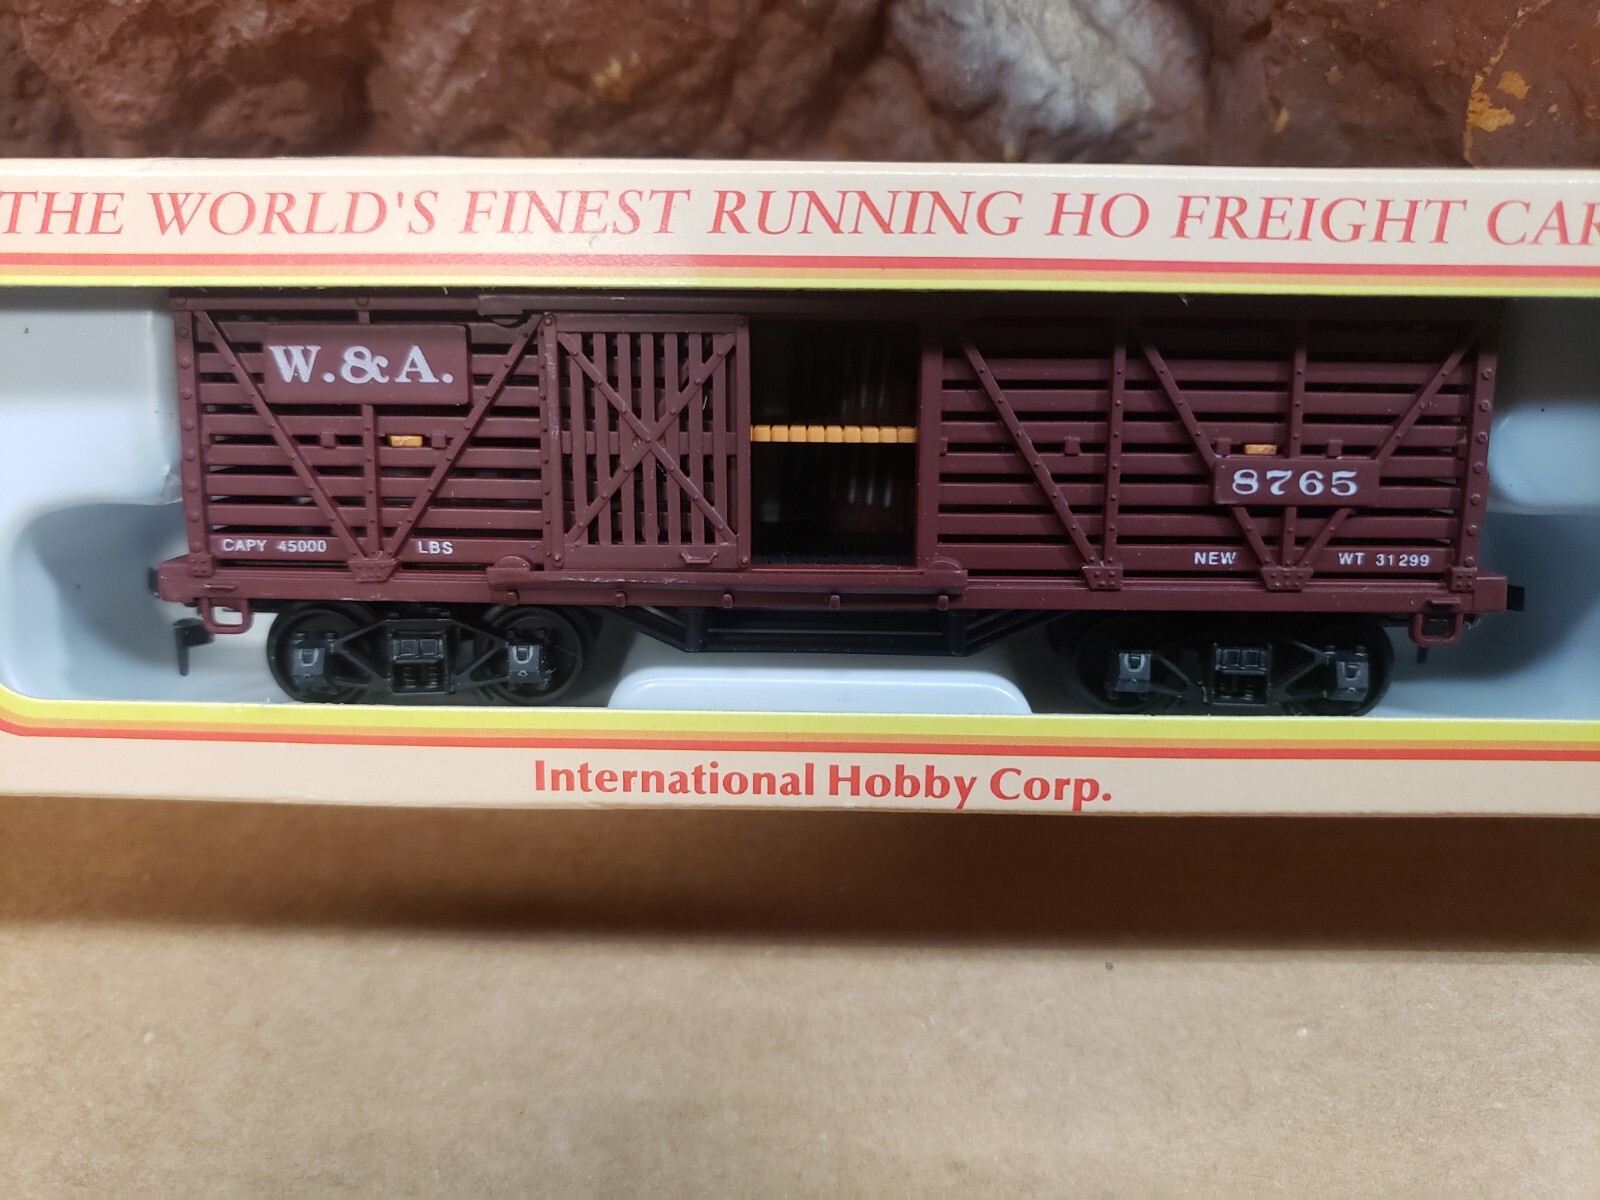 THE WORLD'S FINEST RUNNING HO FREIGHT CAR
W.&A.
8765
CAPY 45000 LBS
NEW WT 31299
International Hobby Corp.